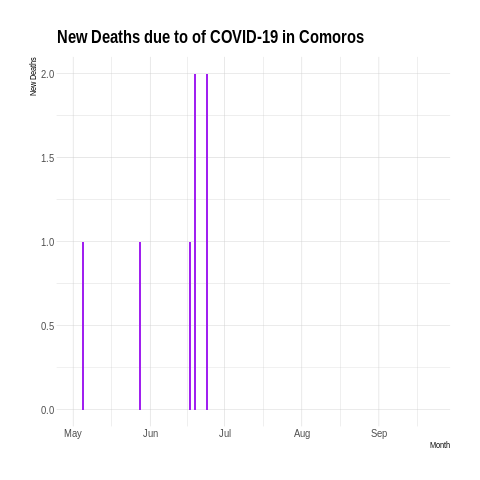 New Deaths due to of COVID-19 in Comoros
New Deaths
2.0
1.5
1.0
0.5
0.0
May Jun Jul Aug Sep
Month